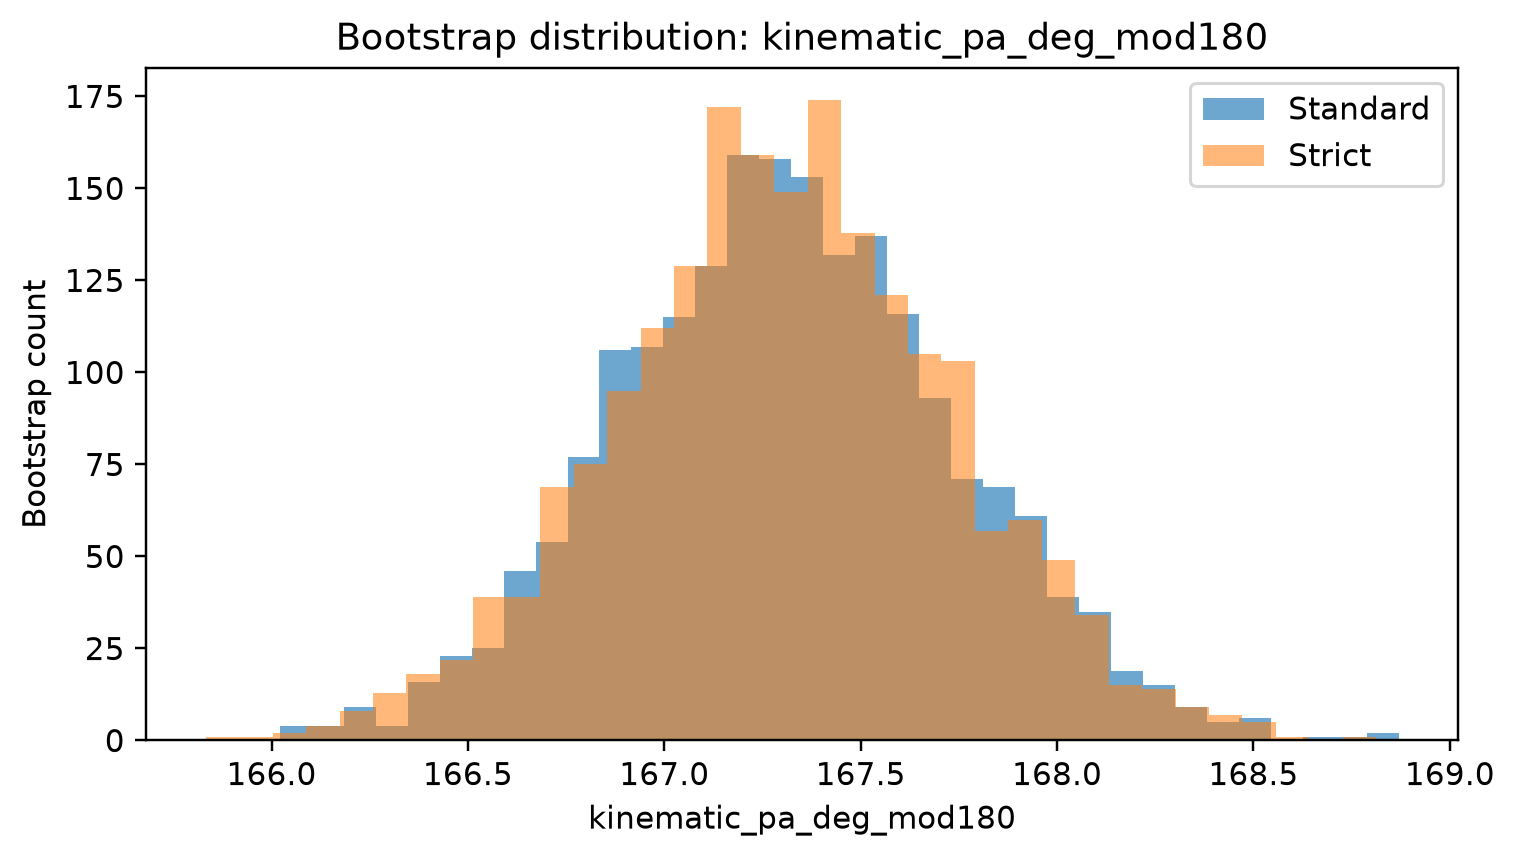 Bootstrap distribution: kinematic_pa_deg_mod180
Standard
Strict
Bootstrap count
175
150
125
100
75
50
25
0
166.0 166.5 167.0 167.5 168.0 168.5 169.0
kinematic_pa_deg_mod180